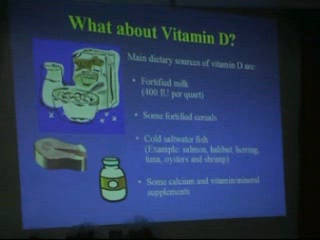 What about Vitamin D?
Main dietary sources of vitamin D are:
• Fortified milk
(400 IU per quart)
• Some fortified cereals
• Cold saltwater fish
(Example: salmon, halibut, herring,
tuna, oysters and shrimp)
• Some calcium and vitamin/mineral
supplements